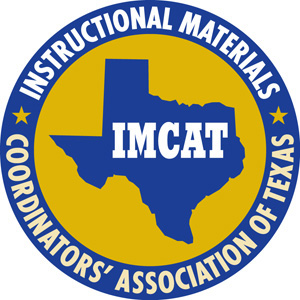 INSTRUCTIONAL MATERIALS
IMCAT
COORDINATORS' ASSOCIATION OF TEXAS